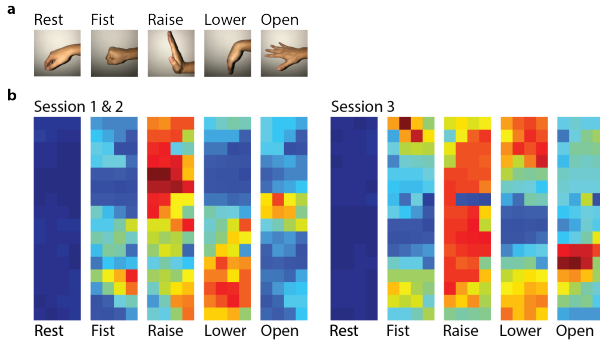 a
Rest Fist Raise Lower Open
b
Session 1 & 2 Session 3
Rest Fist Raise Lower Open Rest Fist Raise Lower Open